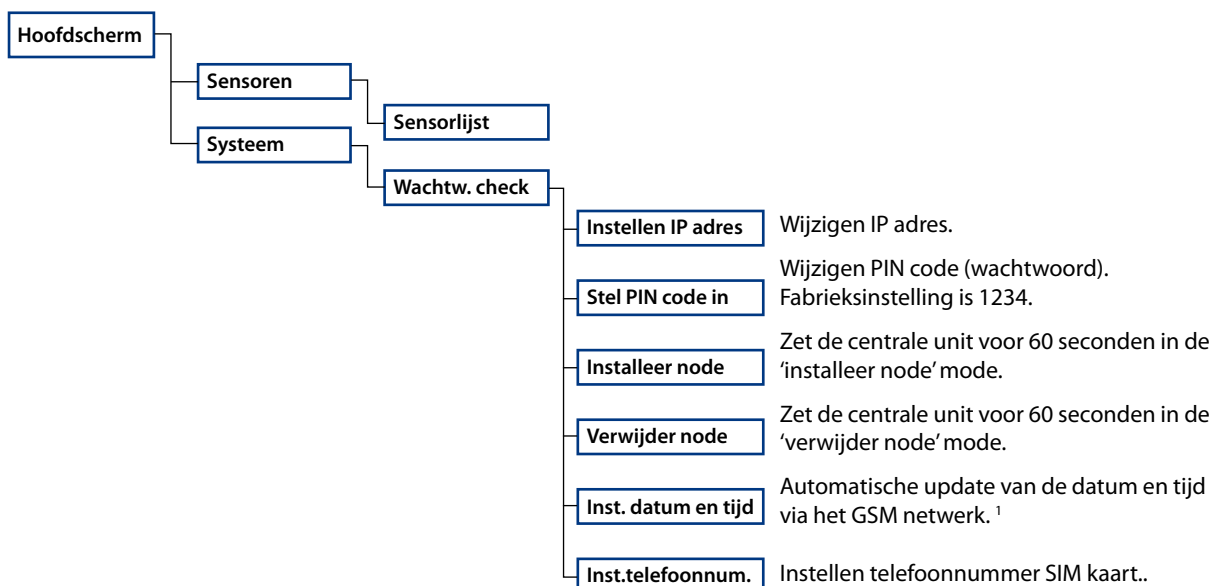 Hoofdscherm
Sensoren
Sensorlijst
Systeem
Wachtw. check
Instellen IP adres
Wijzigen IP adres.
Stel PIN code in
Wijzigen PIN code (wachtwoord).
Fabrieksinstelling is 1234.
Installeer node
Zet de centrale unit voor 60 seconden in de
‘installeer node’ mode.
Verwijder node
Zet de centrale unit voor 60 seconden in de
‘verwijder node’ mode.
Inst. datum en tijd
Automatische update van de datum en tijd
via het GSM netwerk. ¹
Inst.telefoonnum.
Instellen telefoonnummer SIM kaart..